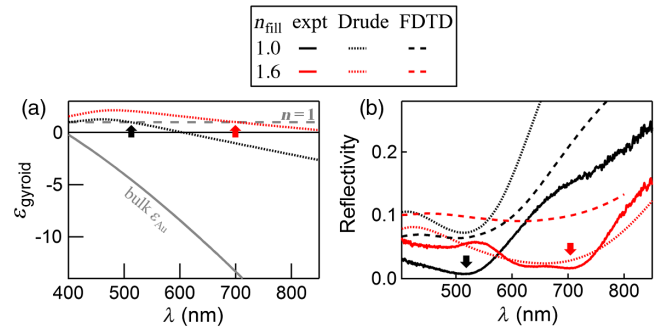 n_fill expt Drude FDTD
1.0
1.6
(a)
n=1
0
-5
-10
bulk ε_Au
ε_gyroid
400 500 600 700 800
λ (nm)
(b)
0.2
0.1
0.0
Reflectivity
500 600 700 800
λ (nm)